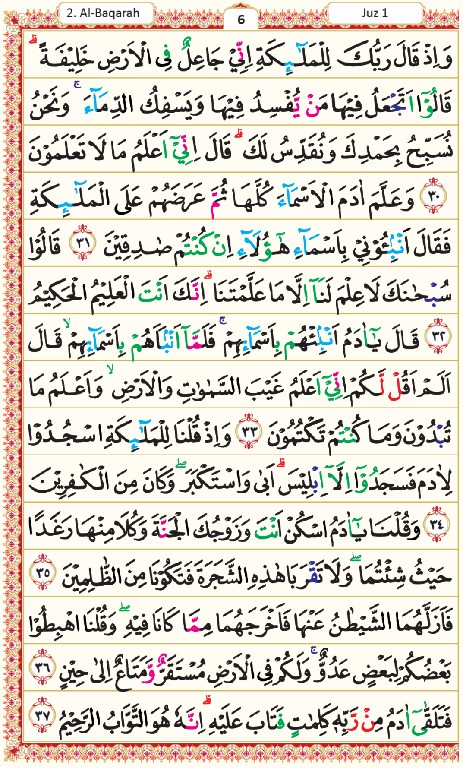 2. Al-Baqarah 6 Juz 1
وَاِذْ قَالَ رَبُّكَ لِلْمَلٰٓئِكَةِ اِنِّيْ جَاعِلٌ فِى الْاَرْضِ خَلِيْفَةً ؕ
قَالُوْٓا اَتَجْعَلُ فِيْهَا مَنْ يُّفْسِدُ فِيْهَا وَيَسْفِكُ الدِّمَآءَ ۚ وَنَحْنُ
نُسَبِّحُ بِحَمْدِكَ وَنُقَدِّسُ لَكَ ؕ قَالَ اِنِّيْٓ اَعْلَمُ مَا لَا تَعْلَمُوْنَ
﴿٣٠﴾ وَعَلَّمَ اٰدَمَ الْاَسْمَآءَ كُلَّهَا ثُمَّ عَرَضَهُمْ عَلَى الْمَلٰٓئِكَةِ
فَقَالَ اَنْۢبِـُٔوْنِيْ بِاَسْمَآءِ هٰٓؤُلَآءِ اِنْ كُنْتُمْ صٰدِقِيْنَ ﴿٣١﴾ قَالُوْا
سُبْحٰنَكَ لَا عِلْمَ لَنَآ اِلَّا مَا عَلَّمْتَنَا ؕ اِنَّكَ اَنْتَ الْعَلِيْمُ الْحَكِيْمُ
﴿٣٢﴾ قَالَ يٰٓاٰدَمُ اَنْۢبِئْهُمْ بِاَسْمَآئِهِمْ ۚ فَلَمَّآ اَنْۢبَاَهُمْ بِاَسْمَآئِهِمْ ۙ قَالَ
اَلَمْ اَقُلْ لَّكُمْ اِنِّيْٓ اَعْلَمُ غَيْبَ السَّمٰوٰتِ وَالْاَرْضِ ۙ وَاَعْلَمُ مَا
تُبْدُوْنَ وَمَا كُنْتُمْ تَكْتُمُوْنَ ﴿٣٣﴾ وَاِذْ قُلْنَا لِلْمَلٰٓئِكَةِ اسْجُدُوْا
لِاٰدَمَ فَسَجَدُوْٓا اِلَّآ اِبْلِيْسَ ؕ اَبٰى وَاسْتَكْبَرَ ۖ وَكَانَ مِنَ الْكٰفِرِيْنَ
﴿٣٤﴾ وَقُلْنَا يٰٓاٰدَمُ اسْكُنْ اَنْتَ وَزَوْجُكَ الْجَنَّةَ وَكُلَا مِنْهَا رَغَدًا
حَيْثُ شِئْتُمَا ۖ وَلَا تَقْرَبَا هٰذِهِ الشَّجَرَةَ فَتَكُوْنَا مِنَ الظّٰلِمِيْنَ ﴿٣٥﴾
فَاَزَلَّهُمَا الشَّيْطٰنُ عَنْهَا فَاَخْرَجَهُمَا مِمَّا كَانَا فِيْهِ ۖ وَقُلْنَا اهْبِطُوْا
بَعْضُكُمْ لِبَعْضٍ عَدُوٌّ ۚ وَلَكُمْ فِى الْاَرْضِ مُسْتَقَرٌّ وَّمَتَاعٌ اِلٰى حِيْنٍ ﴿٣٦﴾
فَتَلَقّٰٓى اٰدَمُ مِنْ رَّبِّهٖ كَلِمٰتٍ فَتَابَ عَلَيْهِ ؕ اِنَّهٗ هُوَ التَّوَّابُ الرَّحِيْمُ ﴿٣٧﴾